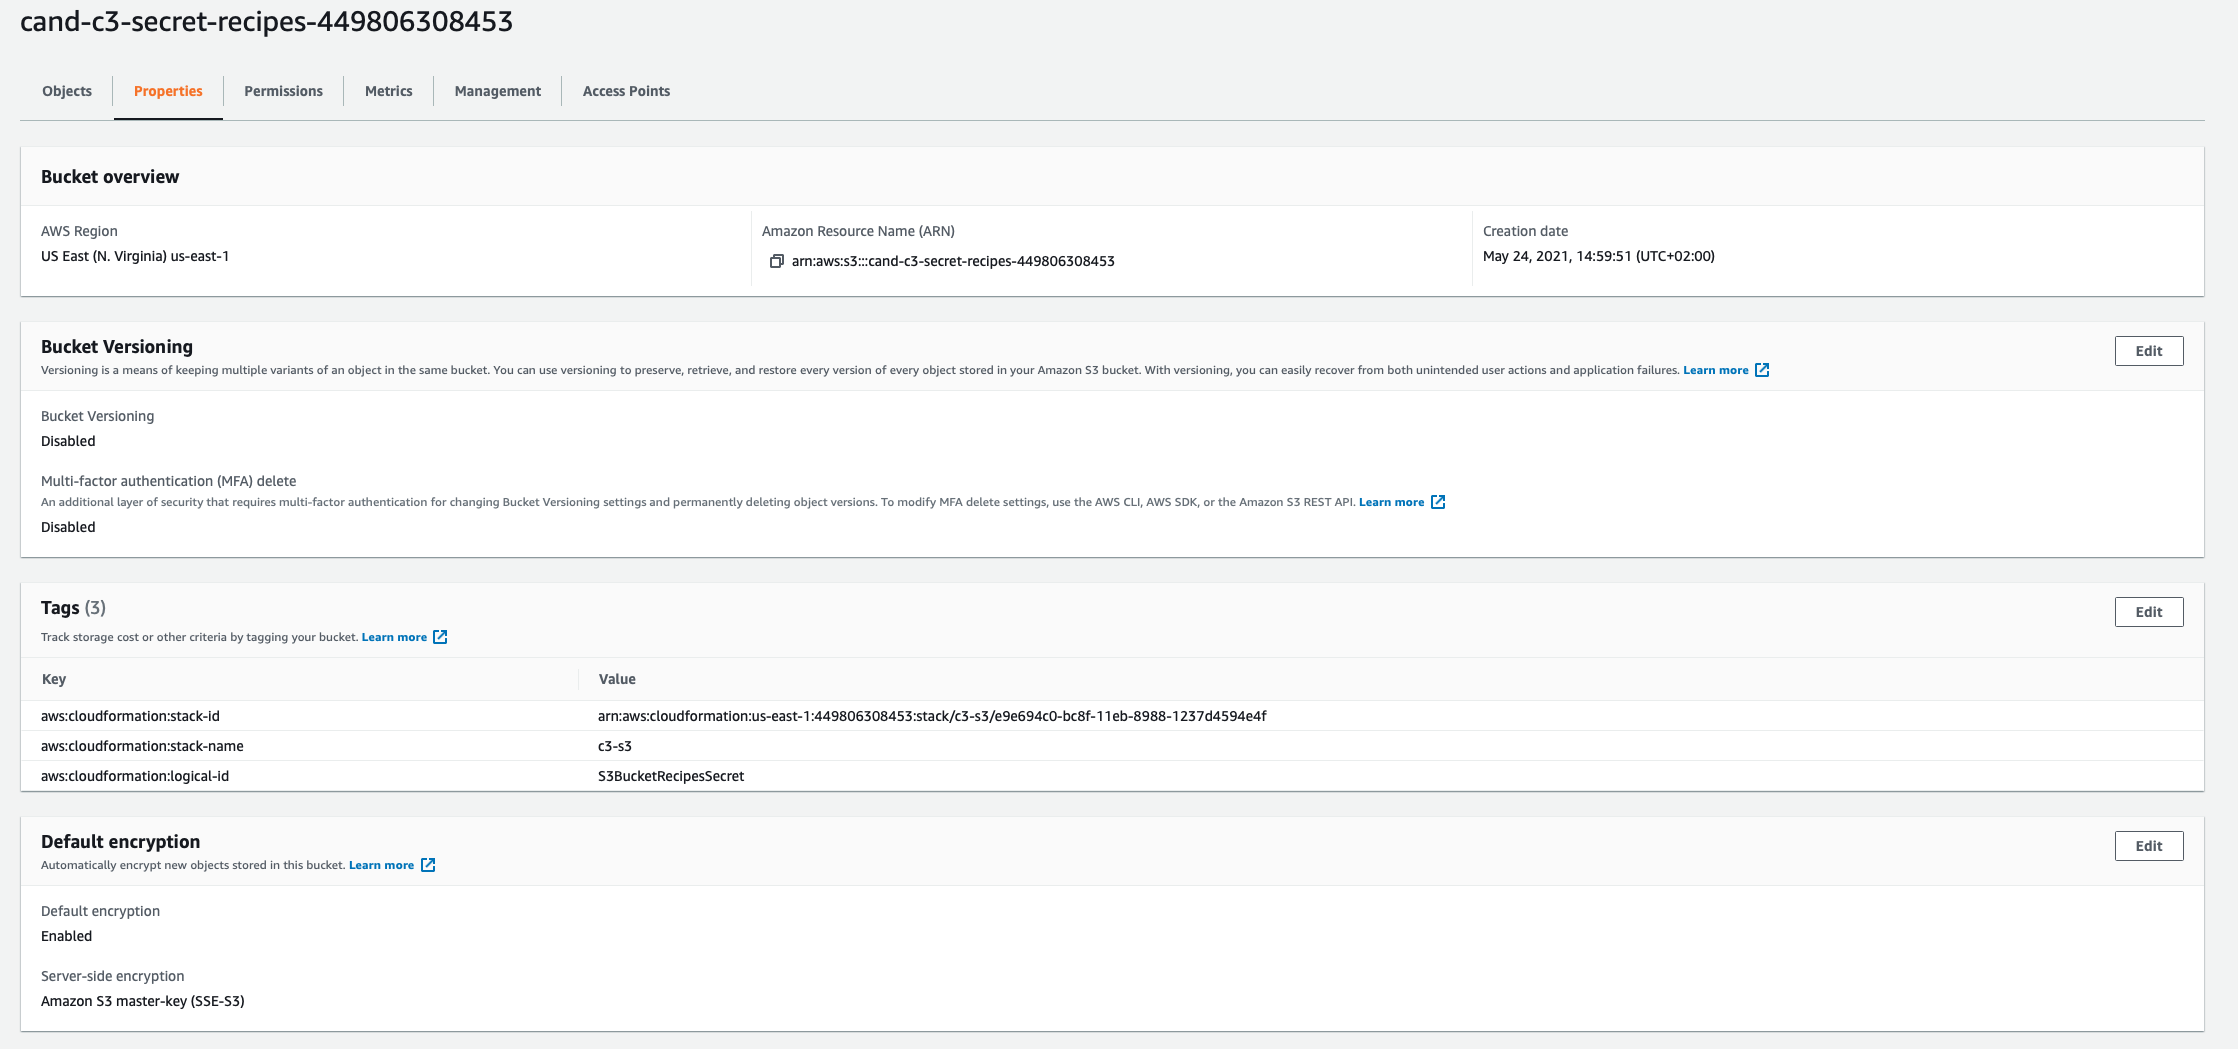 cand-c3-secret-recipes-449806308453
Objects
Properties
Permissions
Metrics
Management
Access Points
Bucket overview
AWS Region
US East (N. Virginia) us-east-1
Amazon Resource Name (ARN)
arn:aws:s3:::cand-c3-secret-recipes-449806308453
Creation date
May 24, 2021, 14:59:51 (UTC+02:00)
Bucket Versioning
Edit
Versioning is a means of keeping multiple variants of an object in the same bucket. You can use versioning to preserve, retrieve, and restore every version of every object stored in your Amazon S3 bucket. With versioning, you can easily recover from both unintended user actions and application failures. Learn more
Bucket Versioning
Disabled
Multi-factor authentication (MFA) delete
An additional layer of security that requires multi-factor authentication for changing Bucket Versioning settings and permanently deleting object versions. To modify MFA delete settings, use the AWS CLI, AWS SDK, or the Amazon S3 REST API. Learn more
Disabled
Tags (3)
Edit
Track storage cost or other criteria by tagging your bucket. Learn more
Key Value
aws:cloudformation:stack-id arn:aws:cloudformation:us-east-1:449806308453:stack/c3-s3/e9e694c0-bc8f-11eb-8988-1237d4594e4f
aws:cloudformation:stack-name c3-s3
aws:cloudformation:logical-id S3BucketRecipesSecret
Default encryption
Edit
Automatically encrypt new objects stored in this bucket. Learn more
Default encryption
Enabled
Server-side encryption
Amazon S3 master-key (SSE-S3)